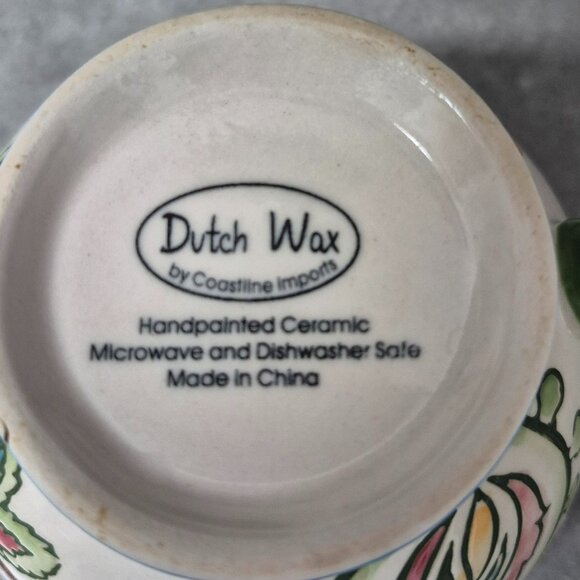 Dutch Wax
by Coastline Imports
Handpainted Ceramic
Microwave and Dishwasher Safe
Made in China